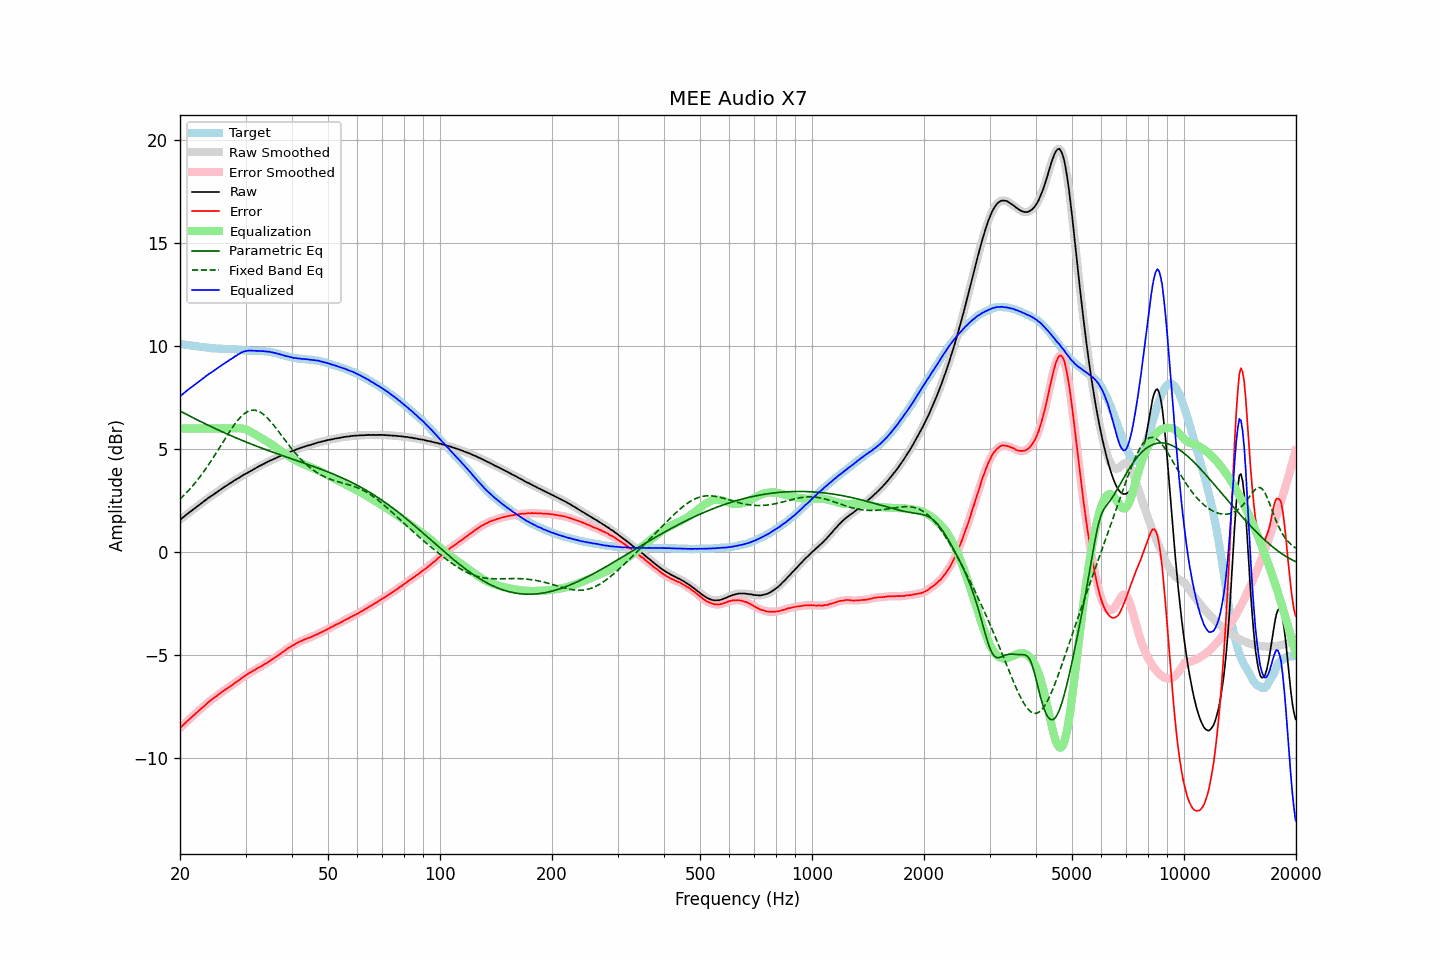 MEE Audio X7
Target
Raw Smoothed
Error Smoothed
Raw
Error
Equalization
Parametric Eq
Fixed Band Eq
Equalized
20
15
10
5
0
−5
−10
Amplitude (dBr)
20 50 100 200 500 1000 2000 5000 10000 20000
Frequency (Hz)